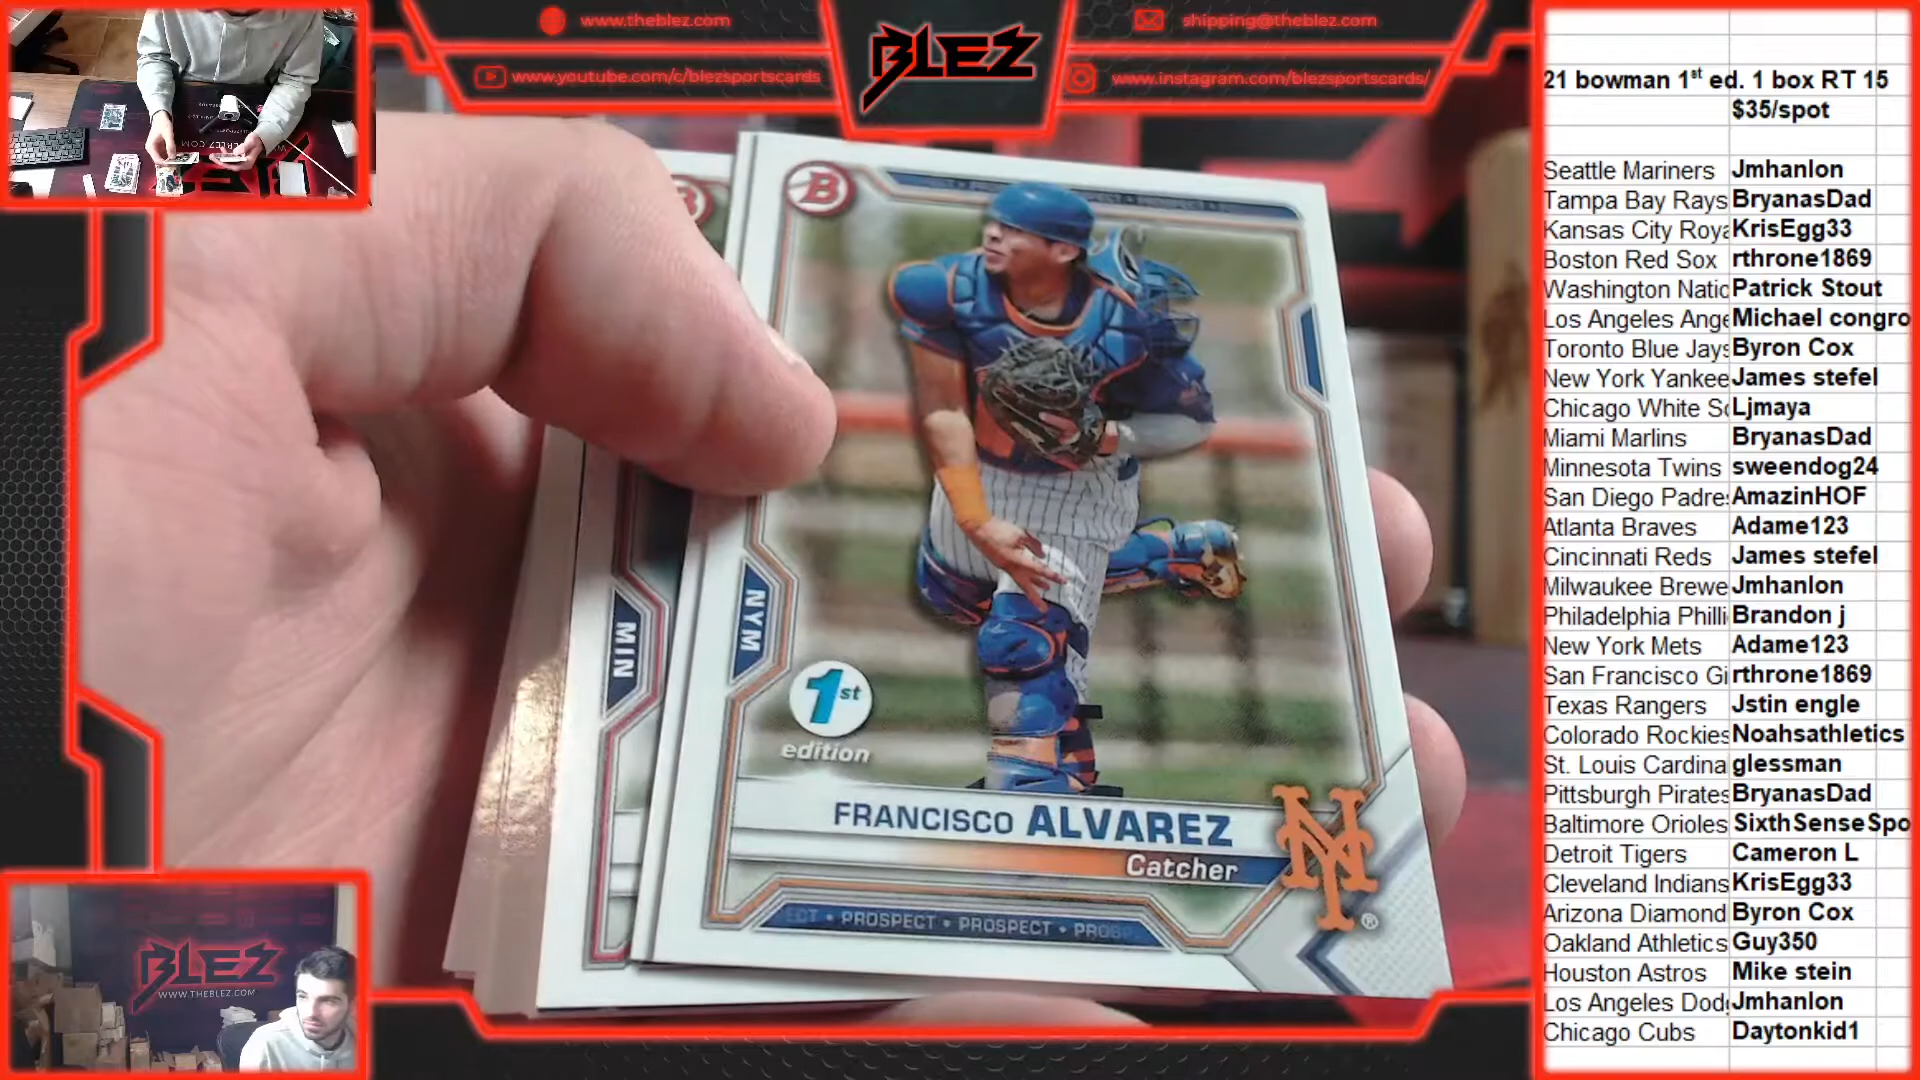 www.theblez.com
www.youtube.com/c/blezsportscards
BLEZ
shipping@theblez.com
www.instagram.com/blezsportscards/
B
NYM
MIN
1st
edition
FRANCISCO ALVAREZ
Catcher
NY
®
PROSPECT • PROSPECT
BLEZ
WWW.THEBLEZ.COM
21 bowman 1st ed. 1 box RT 15
$35/spot
Seattle Mariners Jmhanlon
Tampa Bay Rays BryanasDad
Kansas City Roya KrisEgg33
Boston Red Sox rthrone1869
Washington Natio Patrick Stout
Los Angeles Ange Michael congro
Toronto Blue Jays Byron Cox
New York Yankee James stefel
Chicago White So Ljmaya
Miami Marlins BryanasDad
Minnesota Twins sweendog24
San Diego Padres AmazinHOF
Atlanta Braves Adame123
Cincinnati Reds James stefel
Milwaukee Brewe Jmhanlon
Philadelphia Philli Brandon j
New York Mets Adame123
San Francisco Gi rthrone1869
Texas Rangers Jstin engle
Colorado Rockies Noahsathletics
St. Louis Cardina glessman
Pittsburgh Pirates BryanasDad
Baltimore Orioles SixthSenseSpo
Detroit Tigers Cameron L
Cleveland Indians KrisEgg33
Arizona Diamond Byron Cox
Oakland Athletics Guy350
Houston Astros Mike stein
Los Angeles Dodg Jmhanlon
Chicago Cubs Daytonkid1